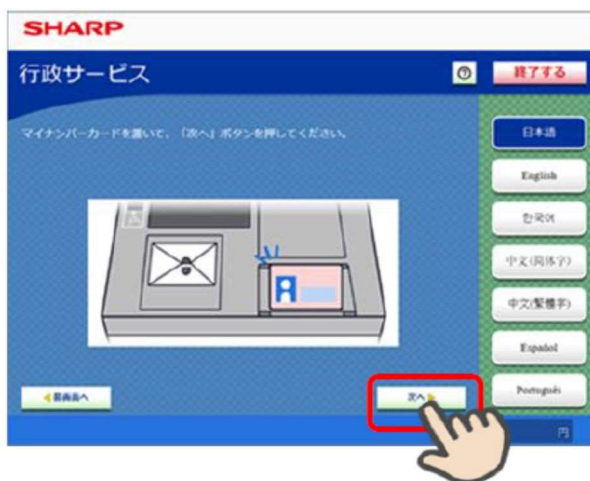 SHARP
行政サービス
終了する
マイナンバーカードを置いて、「次へ」ボタンを押してください。
日本語
English
한국어
中文(简体字)
中文(繁體字)
Español
Português
前画面へ
次へ
円